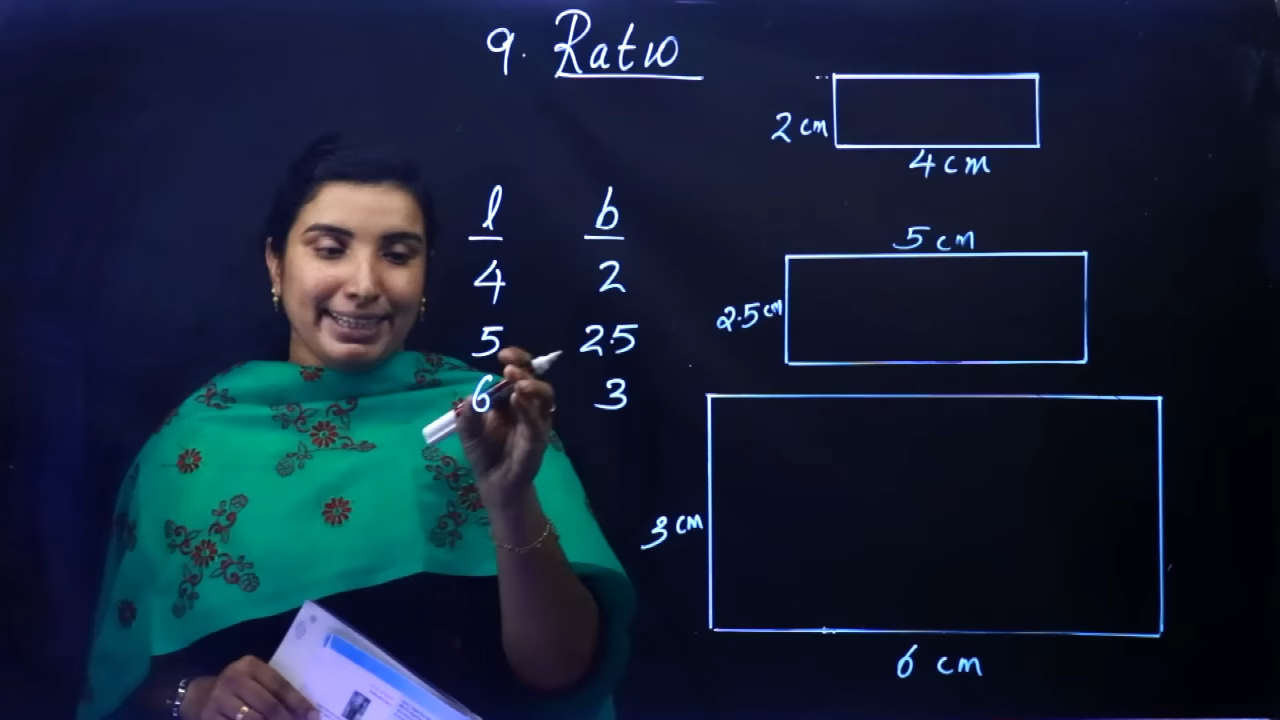 9. Ratio
2 cm
4 cm
l b
4 2
5 2.5
6 3
5 cm
2.5 cm
3 cm
6 cm